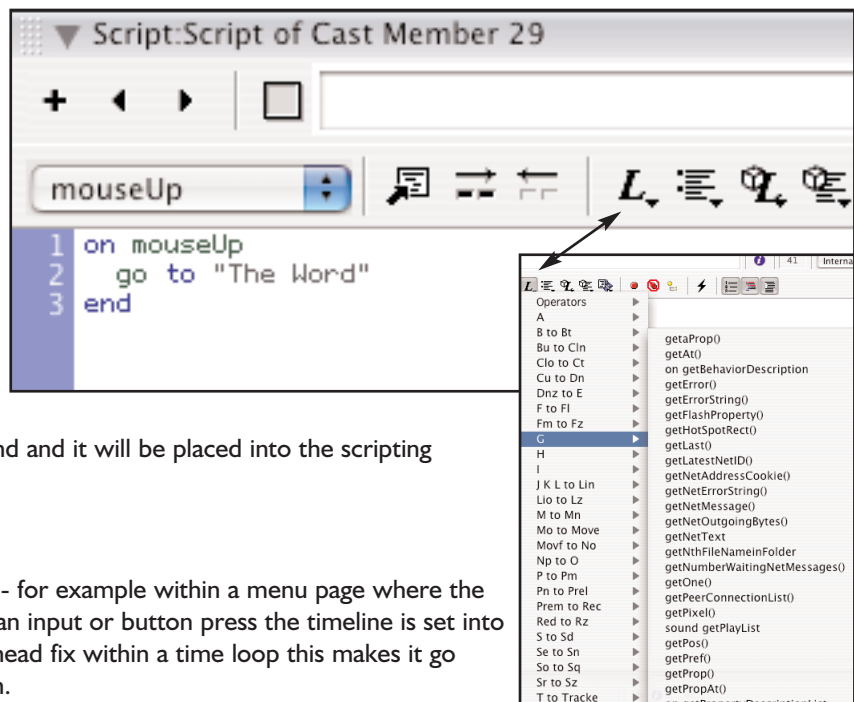 Script:Script of Cast Member 29
mouseUp
L
1 on mouseUp
2 go to "The Word"
3 end
41 Interna
L
Operators
A
B to Bt
Bu to Cln
Clo to Ct
Cu to Dn
Dnz to E
F to Fl
Fm to Fz
G
H
I
J K L to Lin
Lio to Lz
M to Mn
Mo to Move
Movf to No
Np to O
P to Pm
Pn to Prel
Prem to Rec
Red to Rz
S to Sd
Se to Sn
So to Sq
Sr to Sz
T to Tracke
getaProp()
getAt()
on getBehaviorDescription
getError()
getErrorString()
getFlashProperty()
getHotSpotRect()
getLast()
getLatestNetID()
getNetAddressCookie()
getNetErrorString()
getNetMessage()
getNetOutgoingBytes()
getNetText
getNthFileNameinFolder
getNumberWaitingNetMessages()
getOne()
getPeerConnectionList()
getPixel()
sound getPlayList
getPos()
getPref()
getProp()
getPropAt()
on getPropertyDescriptionList
nd and it will be placed into the scripting
- for example within a menu page where the
an input or button press the timeline is set into
head fix within a time loop this makes it go
n.